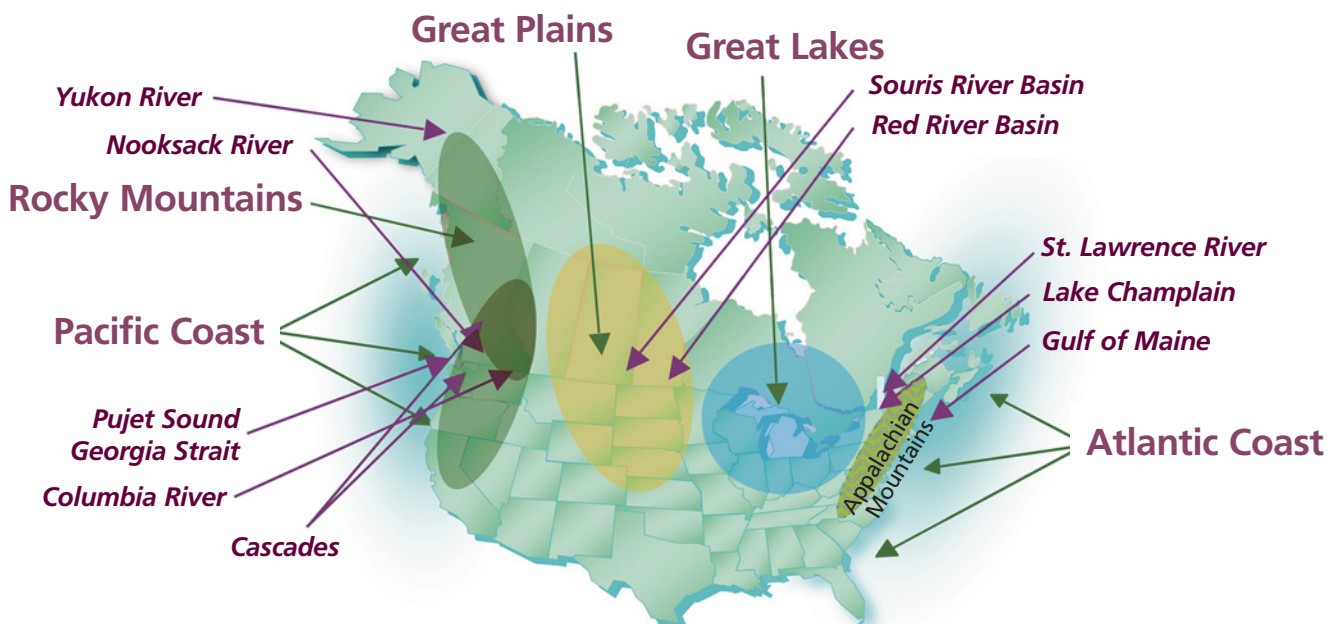 Great Plains
Great Lakes
Yukon River
Souris River Basin
Nooksack River
Red River Basin
Rocky Mountains
St. Lawrence River
Lake Champlain
Pacific Coast
Gulf of Maine
Pujet Sound
Georgia Strait
Appalachian
Mountains
Atlantic Coast
Columbia River
Cascades